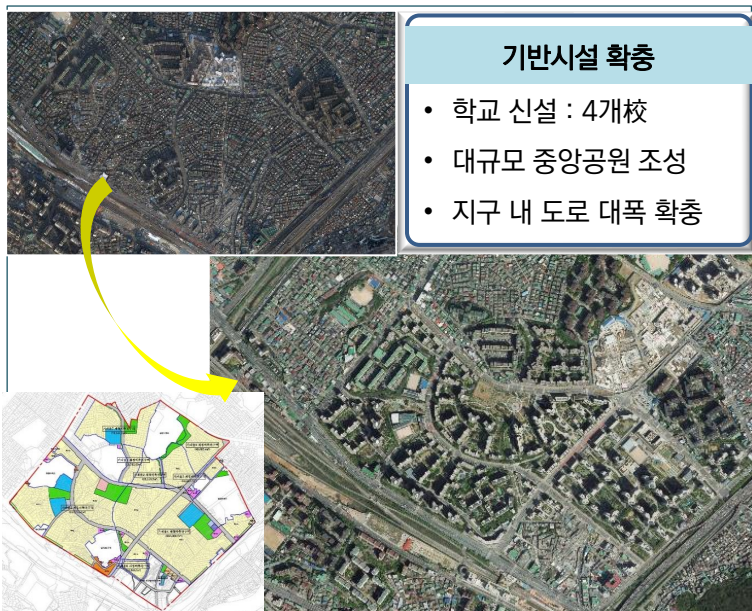 기반시설 확충
• 학교 신설 : 4개校
• 대규모 중앙공원 조성
• 지구 내 도로 대폭 확충